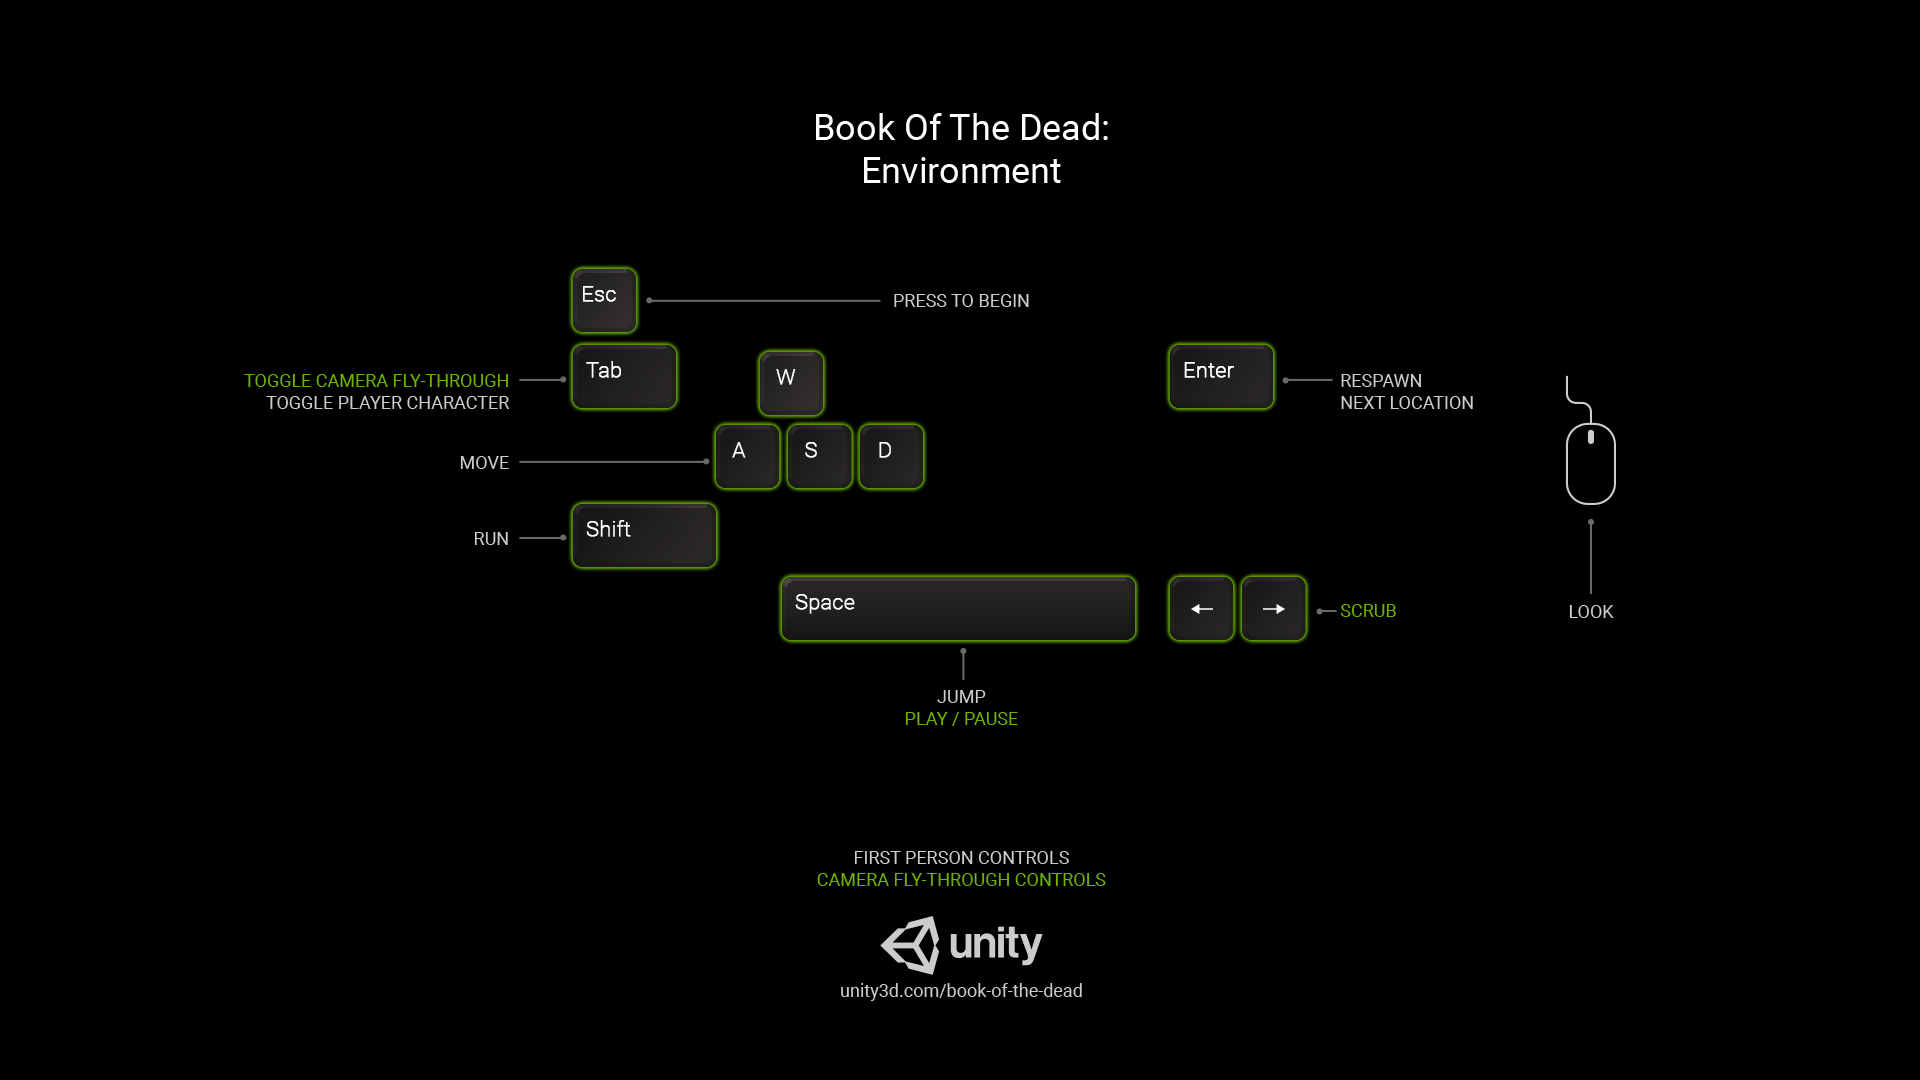 Book Of The Dead:
Environment
Esc
PRESS TO BEGIN
TOGGLE CAMERA FLY-THROUGH
TOGGLE PLAYER CHARACTER
Tab
W
Enter
RESPAWN
NEXT LOCATION
MOVE
A
S
D
RUN
Shift
Space
←
→
SCRUB
LOOK
JUMP
PLAY / PAUSE
FIRST PERSON CONTROLS
CAMERA FLY-THROUGH CONTROLS
unity
unity3d.com/book-of-the-dead